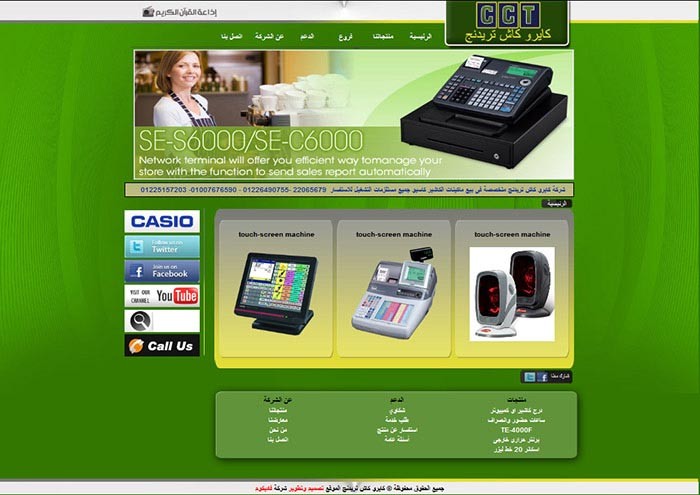 إذاعة القرآن الكريم
CCT
كايرو كاش تريدنج
الرئيسية منتجاتنا فروع الدعم عن الشركة اتصل بنا
SE-S6000/SE-C6000
Network terminal will offer you efficient way tomanage your
store with the function to send sales report automatically
شركة كايرو كاش تريدنج متخصصة فى بيع ماكينات الكاشير كاسيو جميع مستلزمات التشغيل للاستفسار 22065679 -01226490755 - 01007676590 - 01225157203
الرئيسية
CASIO
Follow us on
Twitter
Join us on
Facebook
VISIT OUR
CHANNEL
YouTube
Call Us
touch-screen machine
touch-screen machine
touch-screen machine
شارك معنا
منتجات
درج كاشير او كمبيوتر
ساعات حضور وانصراف
TE-4000F
برنتر حرارى خارجى
اسكانر 20 خط ليزر
الدعم
شكاوي
طلب خدمة
استفسار عن منتج
أسئلة عامة
عن الشركة
منتجاتنا
معارضنا
من نحن
اتصل بنا
جميع الحقوق محفوظة © كايرو كاش تريدنج الموقع تصميم وتطوير شركة فايبكوم